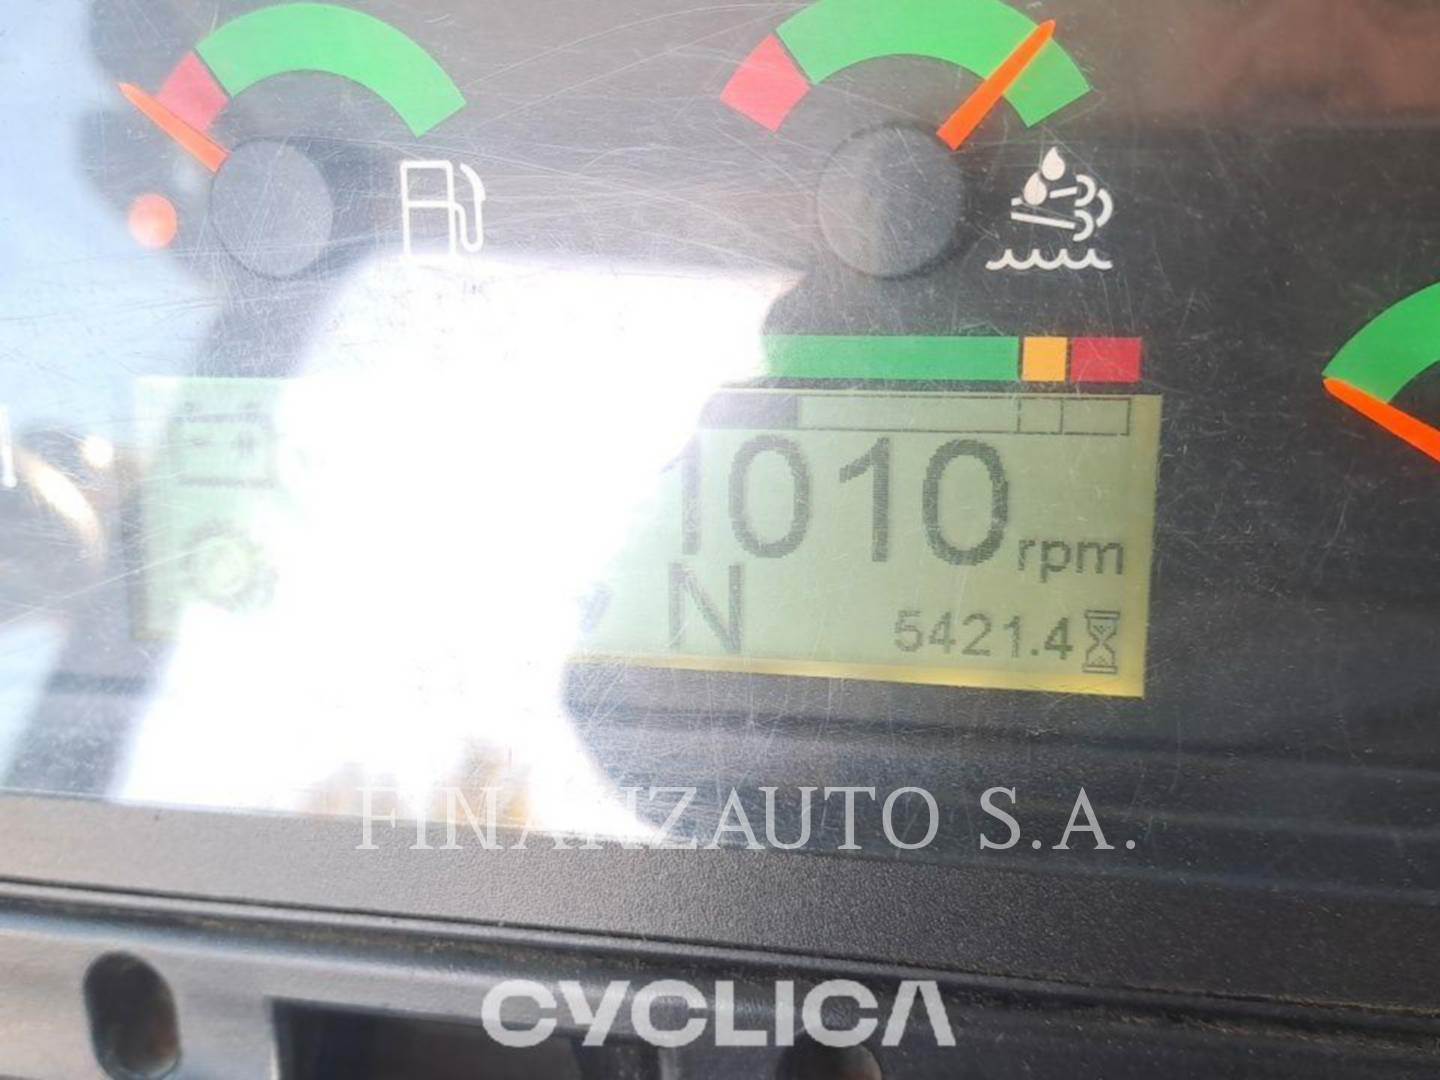 1010 rpm
N
5421.4
FINANZAUTO S.A.
CYCLICA